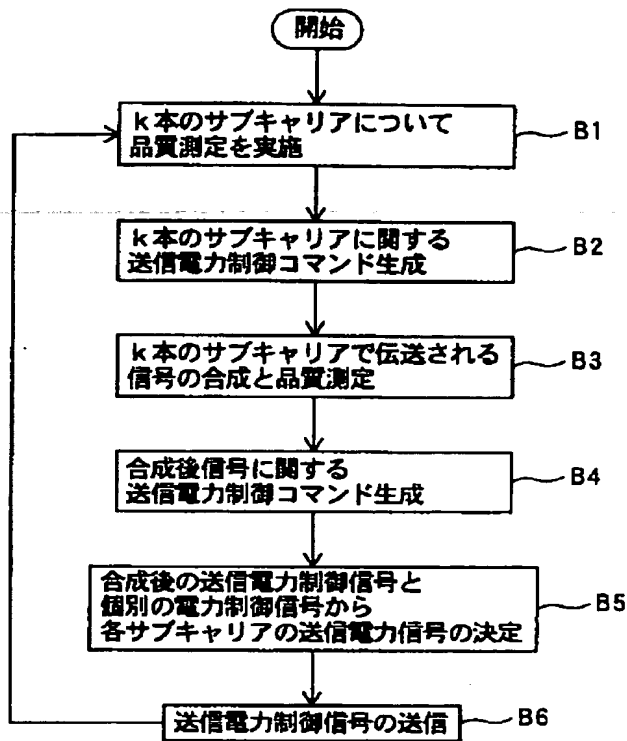 開始
k本のサブキャリアについて
品質測定を実施
B1
k本のサブキャリアに関する
送信電力制御コマンド生成
B2
k本のサブキャリアで伝送される
信号の合成と品質測定
B3
合成後信号に関する
送信電力制御コマンド生成
B4
合成後の送信電力制御信号と
個別の電力制御信号から
各サブキャリアの送信電力信号の決定
B5
送信電力制御信号の送信
B6